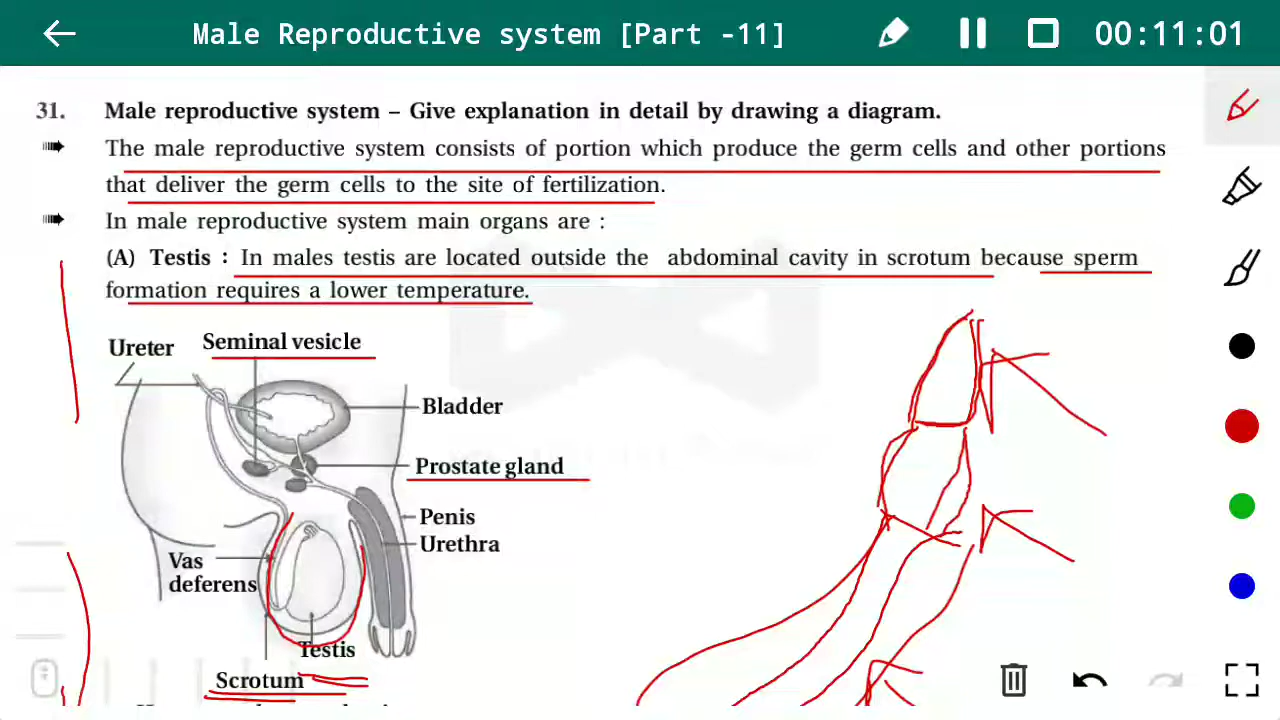 Male Reproductive system [Part -11]
00:11:01
31. Male reproductive system – Give explanation in detail by drawing a diagram.
The male reproductive system consists of portion which produce the germ cells and other portions
that deliver the germ cells to the site of fertilization.
In male reproductive system main organs are :
(A) Testis : In males testis are located outside the abdominal cavity in scrotum because sperm
formation requires a lower temperature.
Ureter
Seminal vesicle
Bladder
Prostate gland
Penis
Urethra
Vas
deferens
Testis
Scrotum